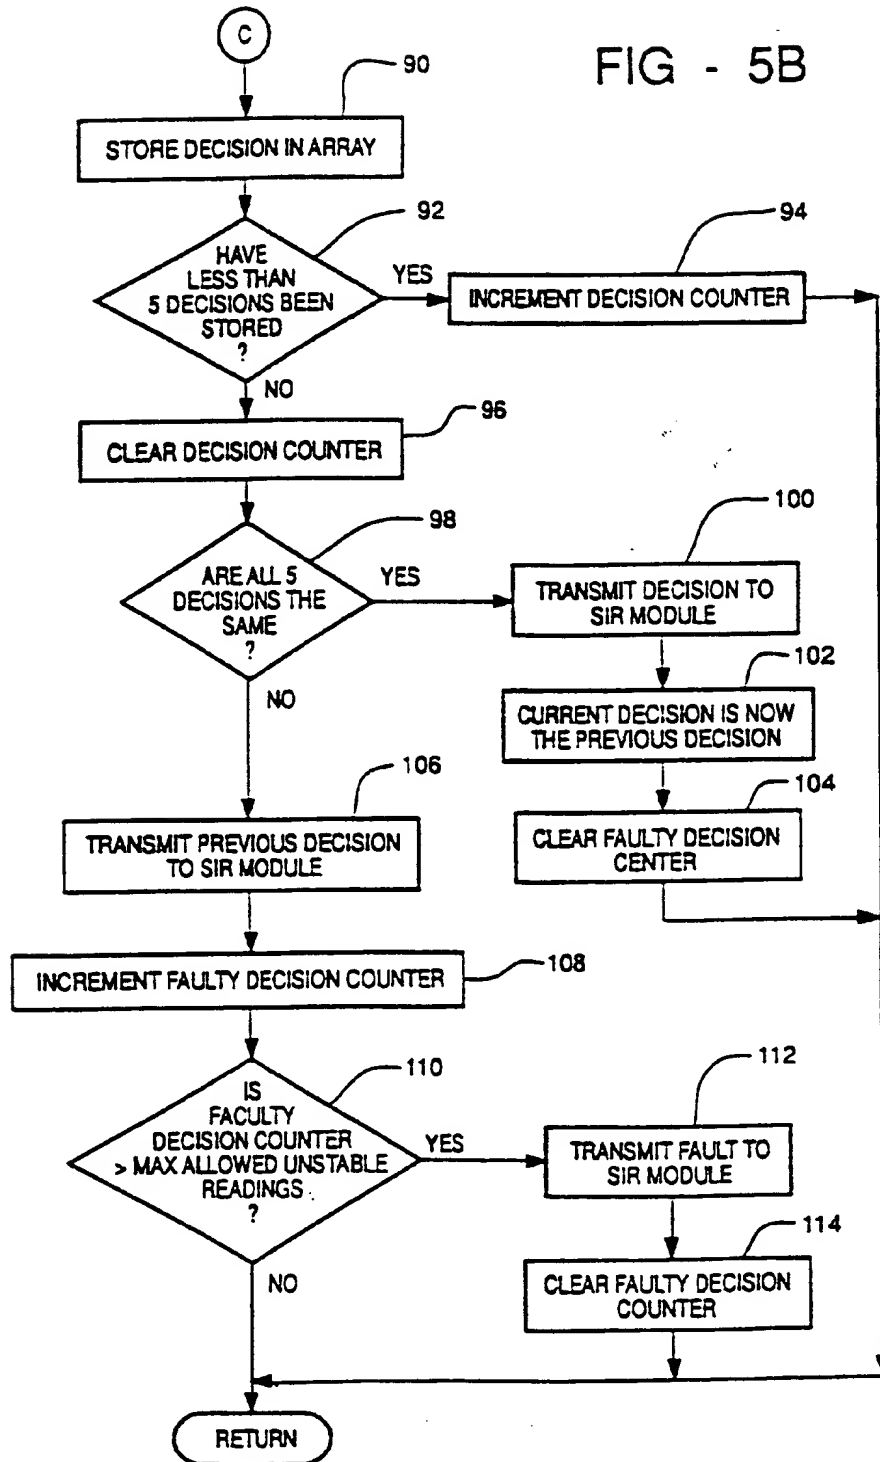 C
FIG - 5B
90
STORE DECISION IN ARRAY
92
HAVE
LESS THAN
5 DECISIONS BEEN
STORED
?
YES
94
INCREMENT DECISION COUNTER
NO
96
CLEAR DECISION COUNTER
98
ARE ALL 5
DECISIONS THE
SAME
?
YES
100
TRANSMIT DECISION TO
SIR MODULE
102
CURRENT DECISION IS NOW
THE PREVIOUS DECISION
104
CLEAR FAULTY DECISION
CENTER
NO
106
TRANSMIT PREVIOUS DECISION
TO SIR MODULE
108
INCREMENT FAULTY DECISION COUNTER
110
IS
FACULTY
DECISION COUNTER
> MAX ALLOWED UNSTABLE
READINGS
?
YES
112
TRANSMIT FAULT TO
SIR MODULE
114
CLEAR FAULTY DECISION
COUNTER
NO
RETURN